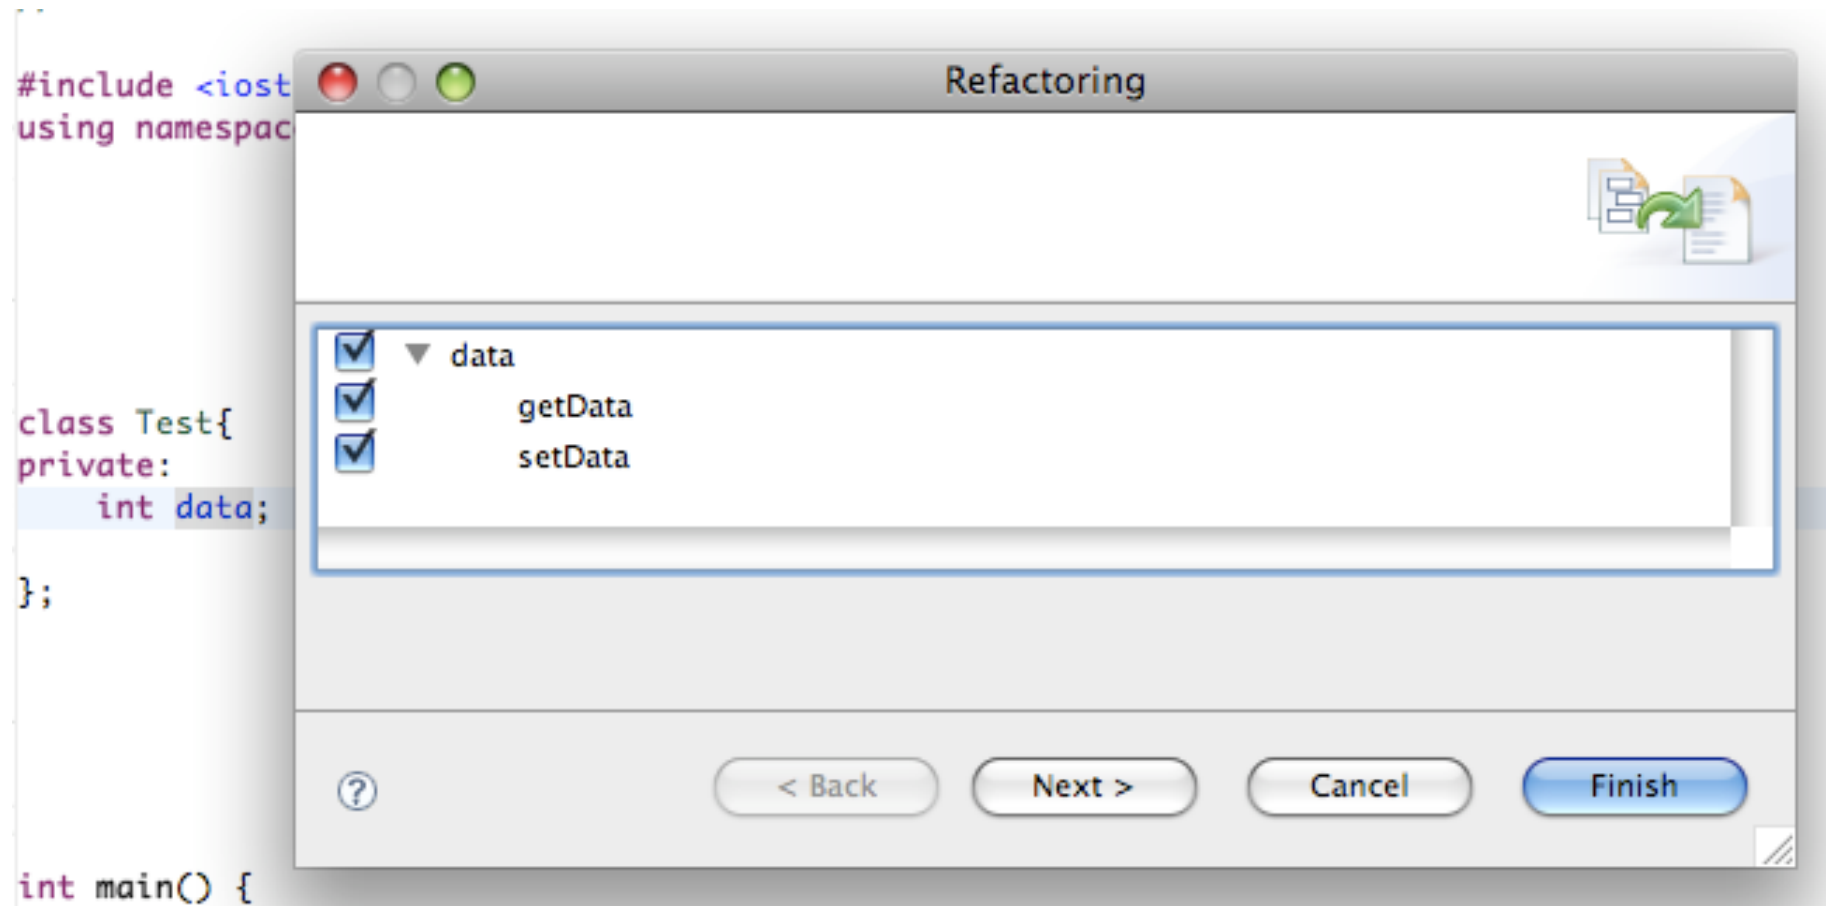 #include <iost
using namespac
class Test{
private:
int data;
};
int main() {
Refactoring
data
getData
setData
?
< Back
Next >
Cancel
Finish